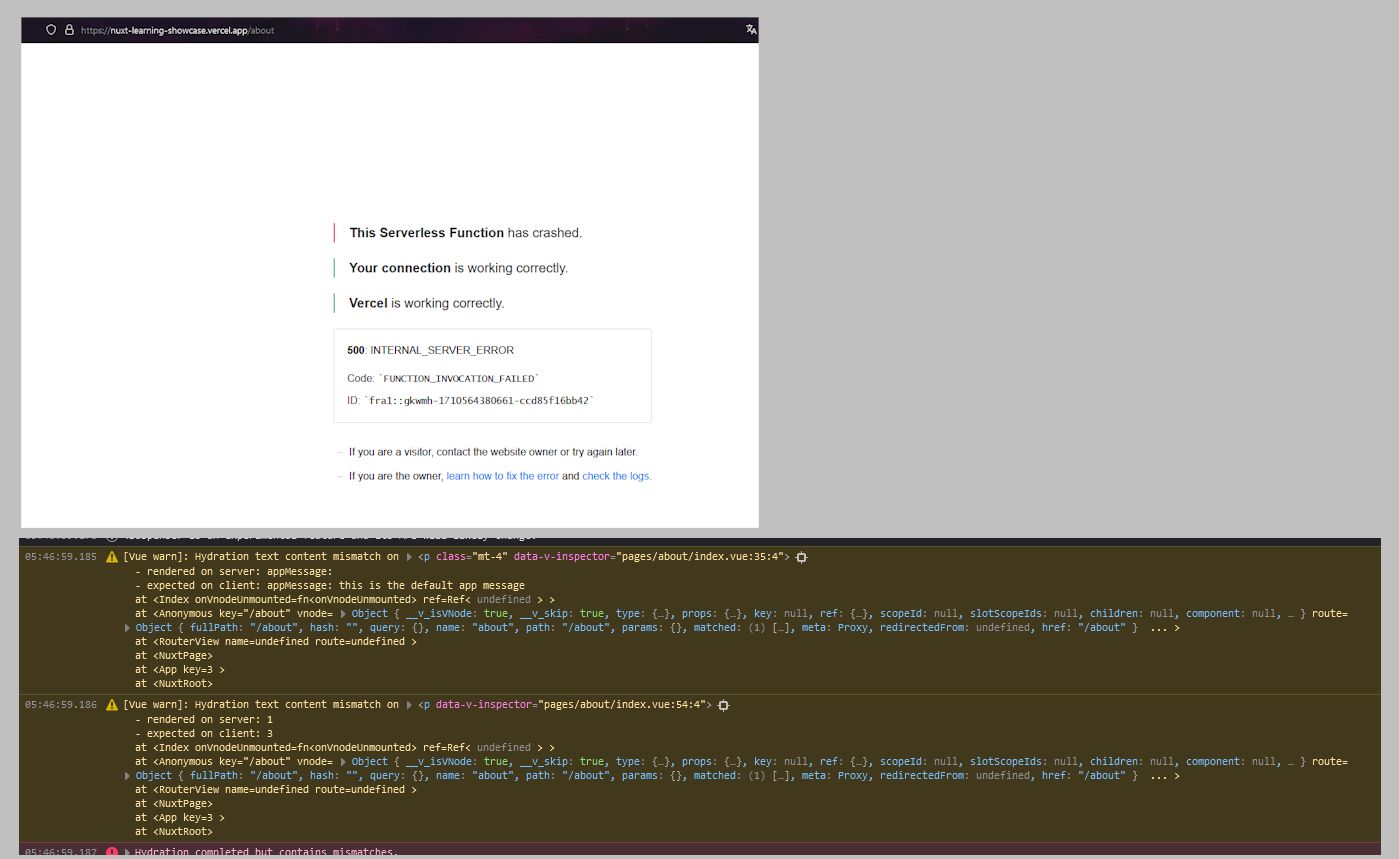 https://nuxt-learning-showcase.vercel.app/about
This Serverless Function has crashed.
Your connection is working correctly.
Vercel is working correctly.
500: INTERNAL_SERVER_ERROR
Code: `FUNCTION_INVOCATION_FAILED`
ID: `fra1::gkwmh-1710564380661-ccd85f16bb42`
– If you are a visitor, contact the website owner or try again later.
– If you are the owner, learn how to fix the error and check the logs.
05:46:59.185 [Vue warn]: Hydration text content mismatch on <p class="mt-4" data-v-inspector="pages/about/index.vue:35:4">
- rendered on server: appMessage:
- expected on client: appMessage: this is the default app message
at <Index onVnodeUnmounted=fn<onVnodeUnmounted> ref=Ref< undefined > >
at <Anonymous key="/about" vnode= Object { __v_isVNode: true, __v_skip: true, type: {…}, props: {…}, key: null, ref: {…}, scopeId: null, slotScopeIds: null, children: null, component: null, … } route=
Object { fullPath: "/about", hash: "", query: {}, name: "about", path: "/about", params: {}, matched: (1) […], meta: Proxy, redirectedFrom: undefined, href: "/about" } ... >
at <RouterView name=undefined route=undefined >
at <NuxtPage>
at <App key=3 >
at <NuxtRoot>
05:46:59.186 [Vue warn]: Hydration text content mismatch on <p data-v-inspector="pages/about/index.vue:54:4">
- rendered on server: 1
- expected on client: 3
at <Index onVnodeUnmounted=fn<onVnodeUnmounted> ref=Ref< undefined > >
at <Anonymous key="/about" vnode= Object { __v_isVNode: true, __v_skip: true, type: {…}, props: {…}, key: null, ref: {…}, scopeId: null, slotScopeIds: null, children: null, component: null, … } route=
Object { fullPath: "/about", hash: "", query: {}, name: "about", path: "/about", params: {}, matched: (1) […], meta: Proxy, redirectedFrom: undefined, href: "/about" } ... >
at <RouterView name=undefined route=undefined >
at <NuxtPage>
at <App key=3 >
at <NuxtRoot>
05:46:59.187 Hydration completed but contains mismatches.